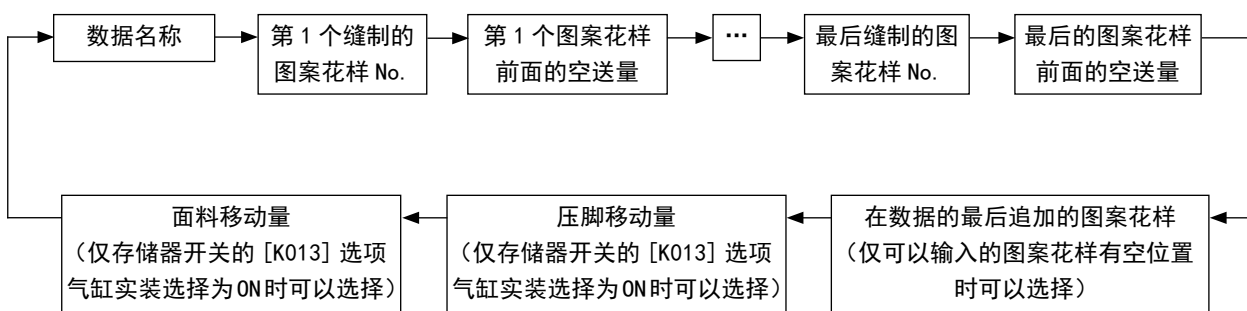 数据名称
第1个缝制的
图案花样 No.
第1个图案花样
前面的空送量
…
最后缝制的图
案花样 No.
最后的图案花样
前面的空送量
面料移动量
（仅存储器开关的 [K013] 选项
气缸实装选择为ON时可以选择）
压脚移动量
（仅存储器开关的 [K013] 选项
气缸实装选择为ON时可以选择）
在数据的最后追加的图案花样
（仅可以输入的图案花样有空位置
时可以选择）